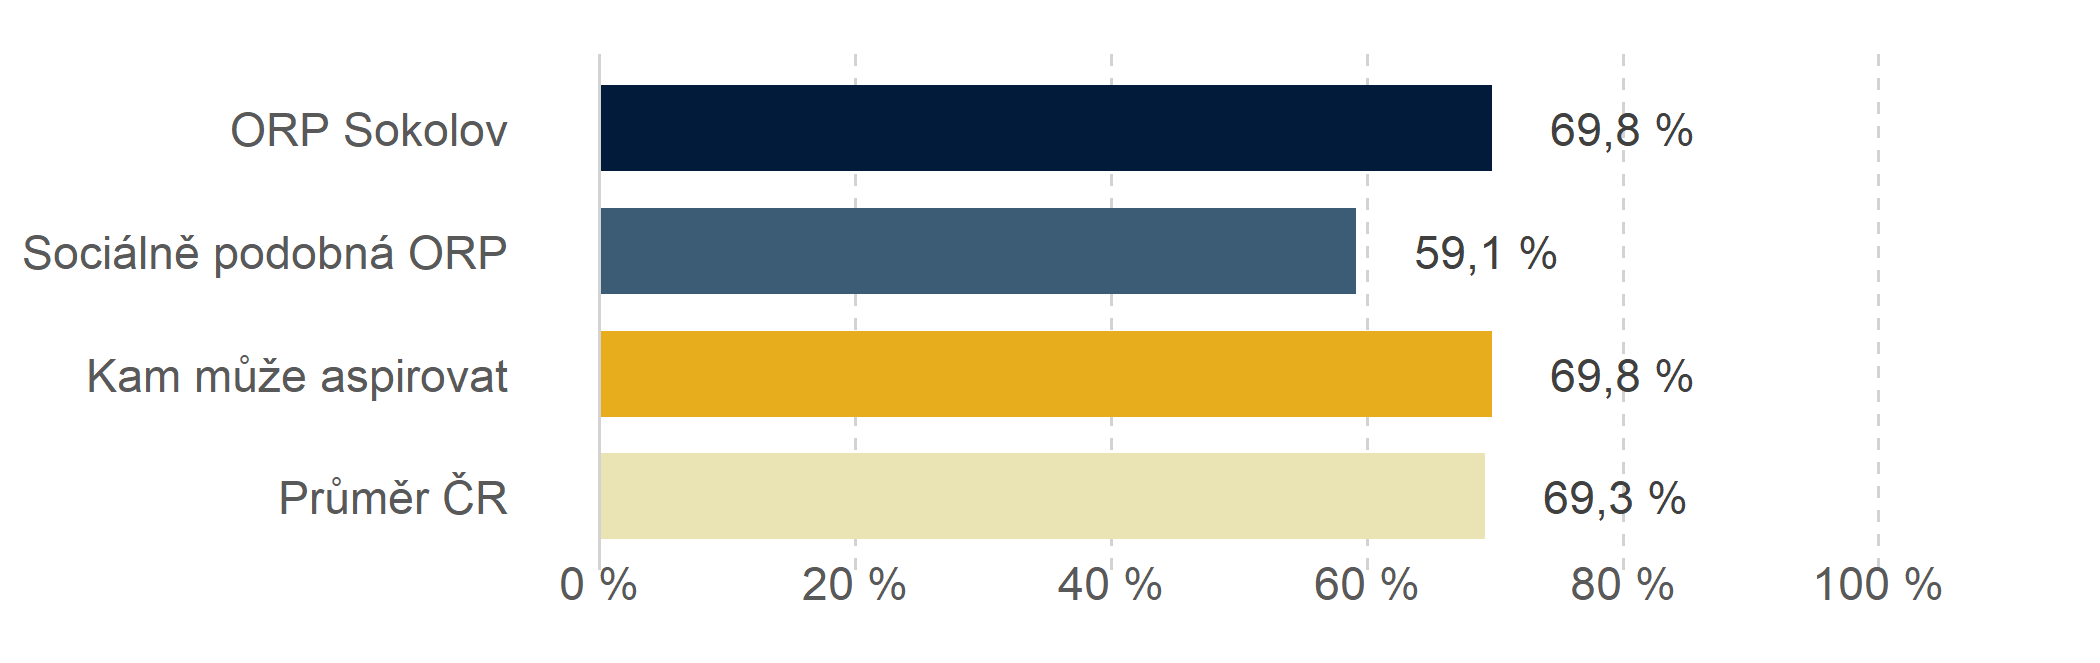 ORP Sokolov
69,8 %
Sociálně podobná ORP
59,1 %
Kam může aspirovat
69,8 %
Průměr ČR
69,3 %
0 % 20 % 40 % 60 % 80 % 100 %